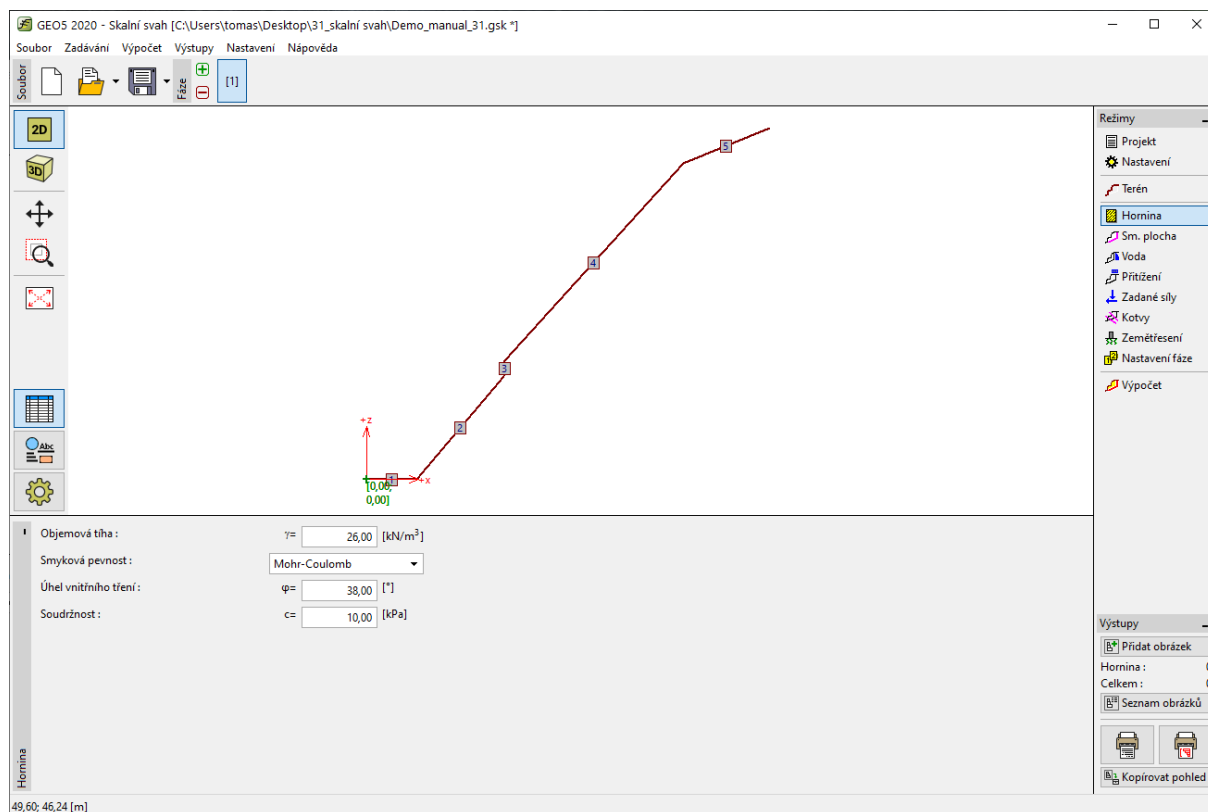 GEO5 2020 - Skalní svah [C:\Users\tomas\Desktop\31_skalní svah\Demo_manual_31.gsk *]
Soubor Zadávání Výpočet Výstupy Nastavení Nápověda
Soubor
Fáze
[1]
2D
3D
Abc
5
4
3
2
1
+z
+x
[0,00;
0,00]
Režimy
Projekt
Nastavení
Terén
Hornina
Sm. plocha
Voda
Přitížení
Zadané síly
Kotvy
Zemětřesení
Nastavení fáze
Výpočet
Hornina
Objemová tíha : γ= 26,00 [kN/m³]
Smyková pevnost : Mohr-Coulomb
Úhel vnitřního tření : φ= 38,00 [°]
Soudržnost : c= 10,00 [kPa]
Výstupy
Přidat obrázek
Hornina :
Celkem :
Seznam obrázků
Kopírovat pohled
49,60; 46,24 [m]